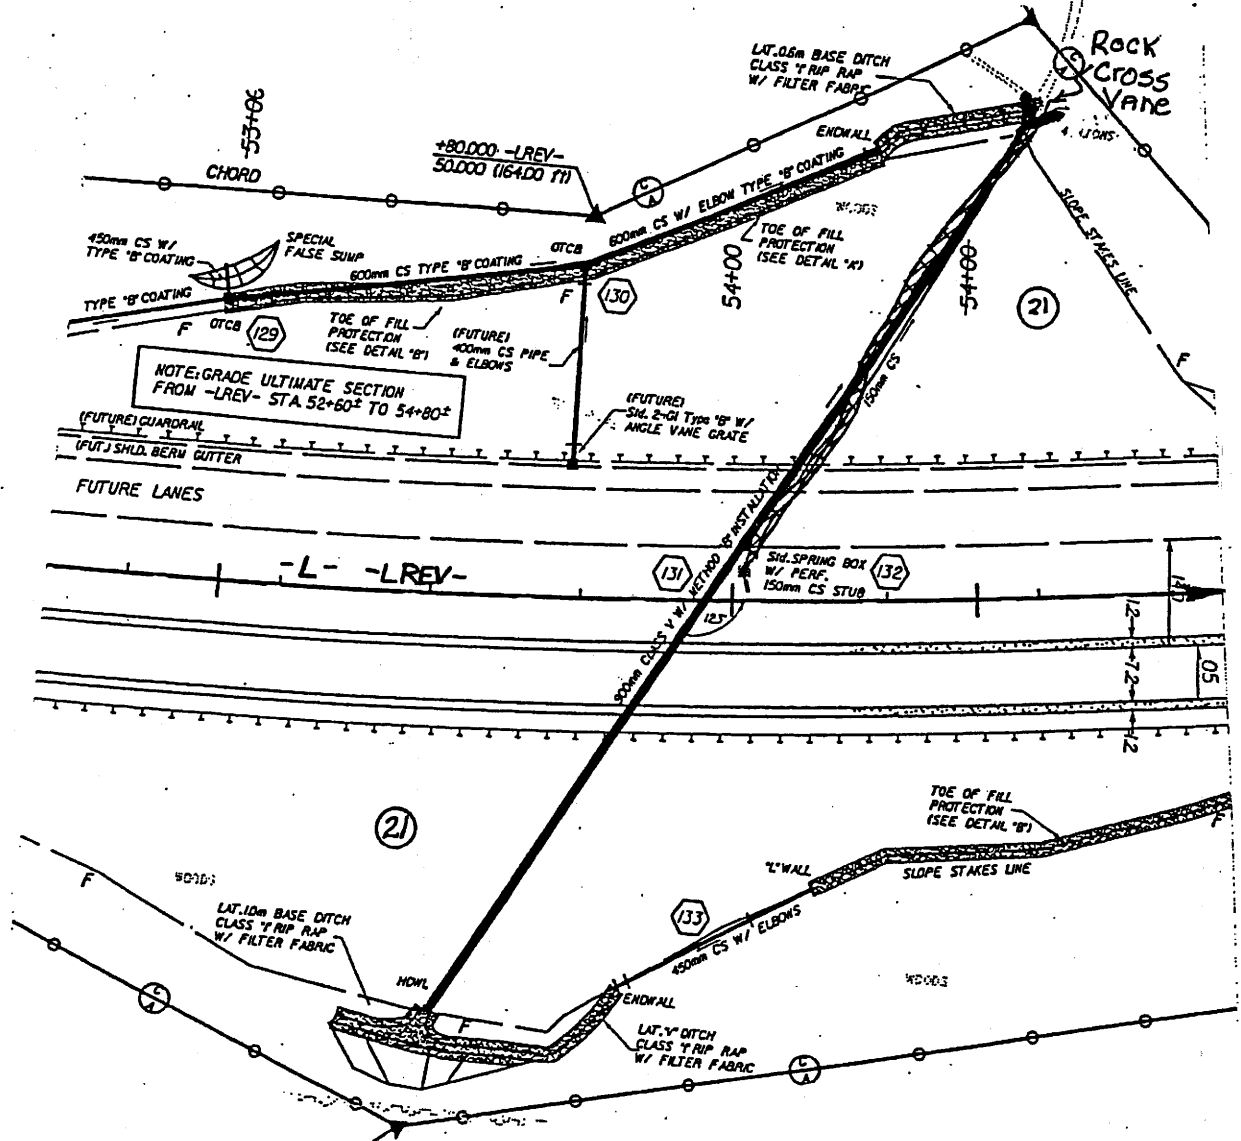 ROCK
CROSS
VANE
LAT. 0.6m BASE DITCH
CLASS "I" RIP RAP
W/ FILTER FABRIC
ENDWALL
C
A
53+00
CHORD
+80.000 -LREV-
50.000 (164.00 ft)
C
A
600mm CS W/ ELBOW TYPE "B" COATING
WOODS
TOE OF FILL
PROTECTION
(SEE DETAIL "A")
SLOPE STAKES LINE
54+00
54+00
21
450mm CS W/
TYPE "B" COATING
SPECIAL
FALSE SUMP
600mm CS TYPE "B" COATING
OTCB
F
130
TYPE "B" COATING
F
OTCB
129
TOE OF FILL
PROTECTION
(SEE DETAIL "B")
(FUTURE)
400mm CS PIPE
& ELBOWS
150mm CS
F
NOTE: GRADE ULTIMATE SECTION
FROM -LREV- STA. 52+60± TO 54+80±
(FUTURE)
Std. 2-GI Type "B" W/
ANGLE VANE GRATE
(FUTURE) GUARDRAIL
(FUT.) SHLD. BERM GUTTER
FUTURE LANES
-L- -LREV-
131
Std. SPRING BOX
W/ PERF.
150mm CS STUB
132
125
900mm CLASS V W/ METHOD "B" INSTALLATION
1.2
7.2
0.5
1.2
21
TOE OF FILL
PROTECTION
(SEE DETAIL "B")
F
"L" WALL
SLOPE STAKES LINE
F
WOODS
LAT. 1.0m BASE DITCH
CLASS "I" RIP RAP
W/ FILTER FABRIC
133
450mm CS W/ ELBOWS
WOODS
HDWL
F
ENDWALL
C
A
LAT. "V" DITCH
CLASS "I" RIP RAP
W/ FILTER FABRIC
C
A